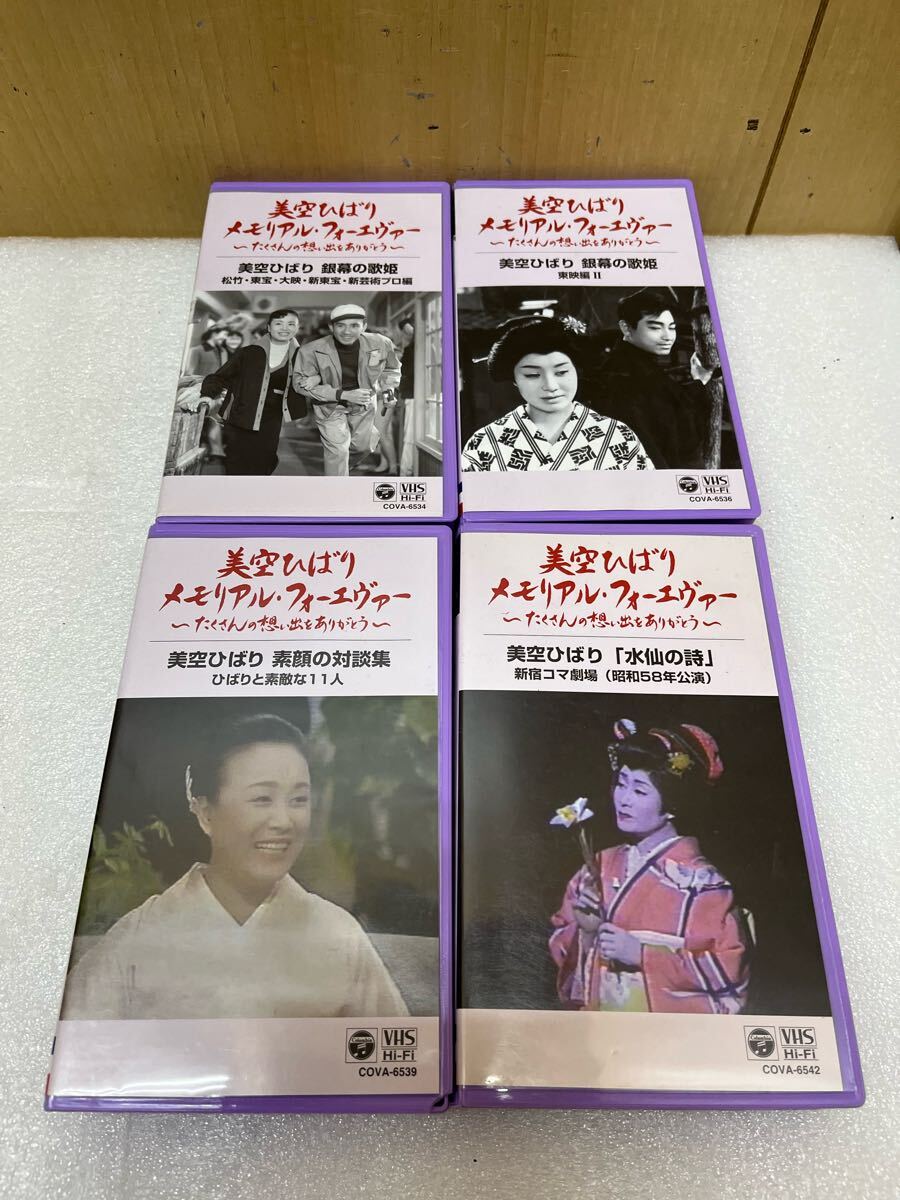 美空ひばり
メモリアル・フォーエヴァー
～たくさんの想い出をありがとう～
美空ひばり 銀幕の歌姫
松竹・東宝・大映・新東宝・新芸術プロ編
Columbia
VHS
Hi-Fi
COVA-6534
美空ひばり
メモリアル・フォーエヴァー
～たくさんの想い出をありがとう～
美空ひばり 銀幕の歌姫
東映編 II
Columbia
VHS
Hi-Fi
COVA-6536
美空ひばり
メモリアル・フォーエヴァー
～たくさんの想い出をありがとう～
美空ひばり 素顔の対談集
ひばりと素敵な11人
Columbia
VHS
Hi-Fi
COVA-6539
美空ひばり
メモリアル・フォーエヴァー
～たくさんの想い出をありがとう～
美空ひばり「水仙の詩」
新宿コマ劇場（昭和58年公演）
Columbia
VHS
Hi-Fi
COVA-6542